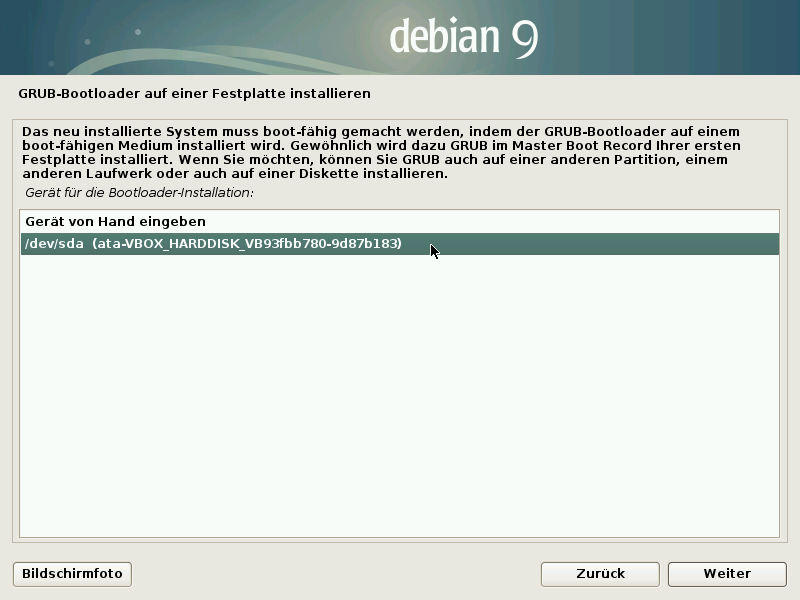 debian 9
GRUB-Bootloader auf einer Festplatte installieren
Das neu installierte System muss boot-fähig gemacht werden, indem der GRUB-Bootloader auf einem
boot-fähigen Medium installiert wird. Gewöhnlich wird dazu GRUB im Master Boot Record Ihrer ersten
Festplatte installiert. Wenn Sie möchten, können Sie GRUB auch auf einer anderen Partition, einem
anderen Laufwerk oder auch auf einer Diskette installieren.
Gerät für die Bootloader-Installation:
Gerät von Hand eingeben
/dev/sda  (ata-VBOX_HARDDISK_VB93fbb780-9d87b183)
Bildschirmfoto
Zurück
Weiter